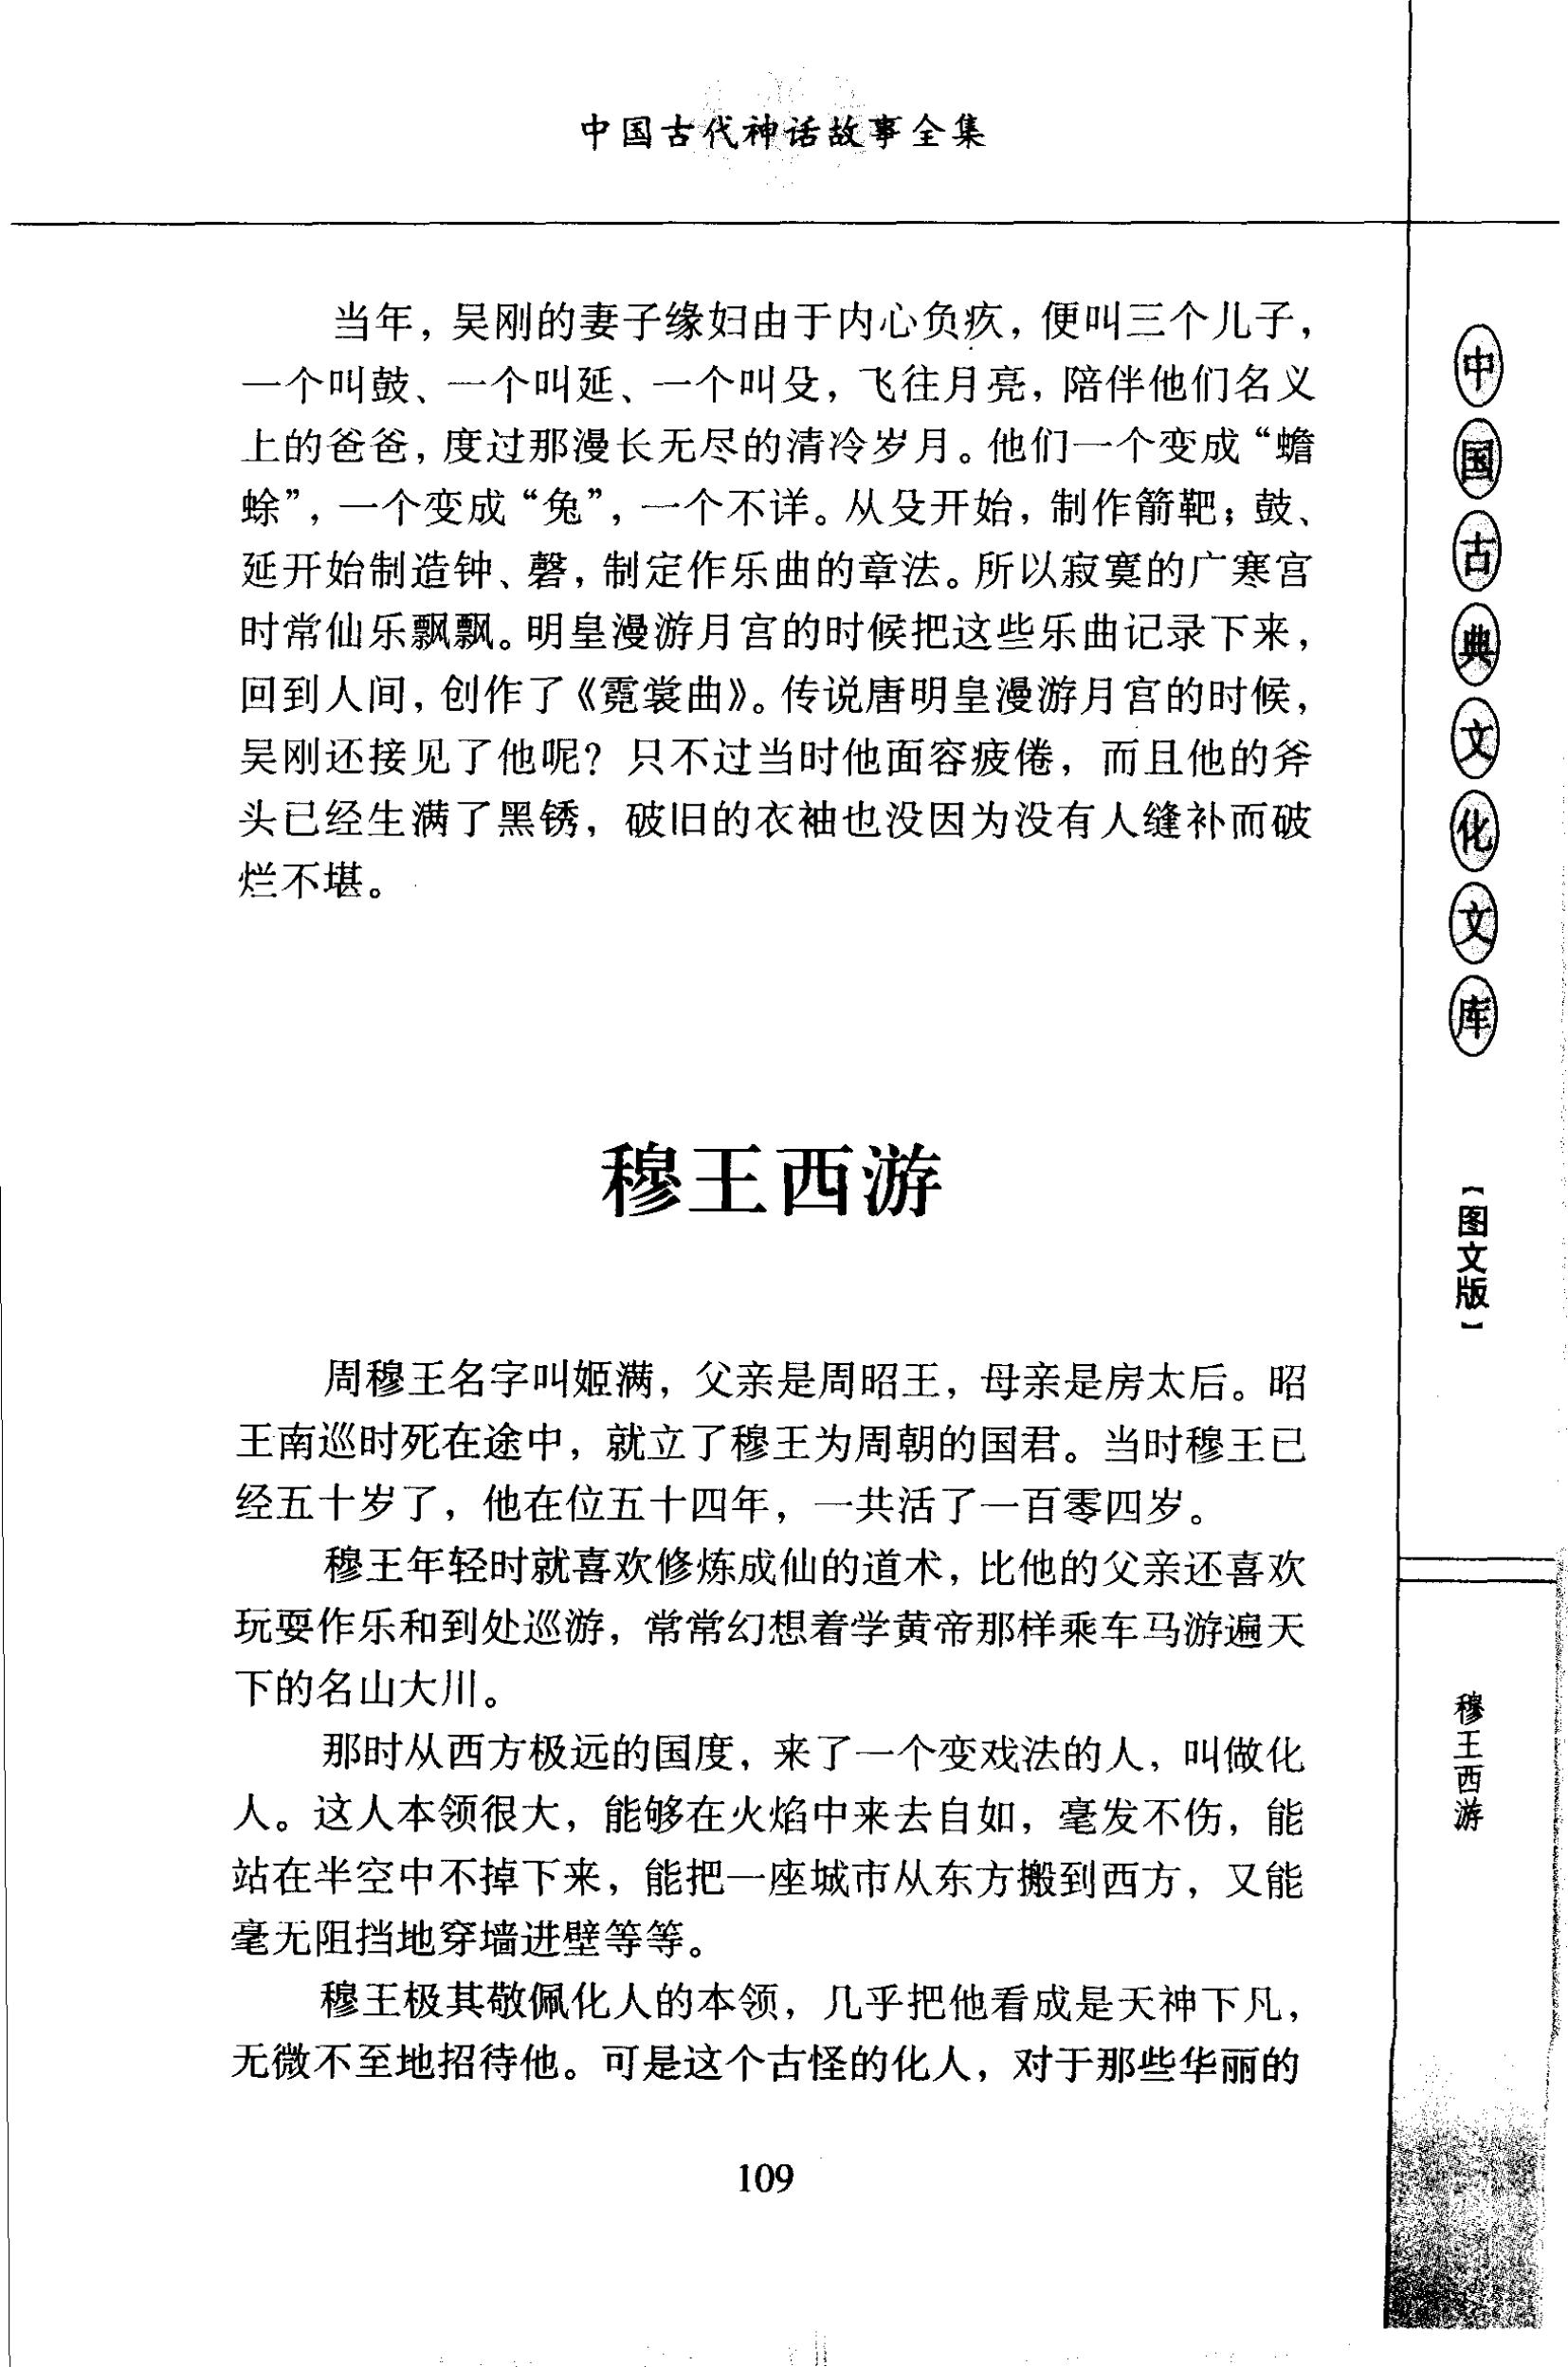 中国古代神话故事全集
当年，吴刚的妻子缘妇由于内心负疚，便叫三个儿子，
一个叫鼓、一个叫延、一个叫殳，飞往月亮，陪伴他们名义
上的爸爸，度过那漫长无尽的清冷岁月。他们一个变成“蟾
蜍”，一个变成“兔”，一个不详。从殳开始，制作箭靶；鼓、
延开始制造钟、磬，制定作乐曲的章法。所以寂寞的广寒宫
时常仙乐飘飘。明皇漫游月宫的时候把这些乐曲记录下来，
回到人间，创作了《霓裳曲》。传说唐明皇漫游月宫的时候，
吴刚还接见了他呢？只不过当时他面容疲倦，而且他的斧
头已经生满了黑锈，破旧的衣袖也没因为没有人缝补而破
烂不堪。
穆王西游
周穆王名字叫姬满，父亲是周昭王，母亲是房太后。昭
王南巡时死在途中，就立了穆王为周朝的国君。当时穆王已
经五十岁了，他在位五十四年，一共活了一百零四岁。
穆王年轻时就喜欢修炼成仙的道术，比他的父亲还喜欢
玩耍作乐和到处巡游，常常幻想着学黄帝那样乘车马游遍天
下的名山大川。
那时从西方极远的国度，来了一个变戏法的人，叫做化
人。这人本领很大，能够在火焰中来去自如，毫发不伤，能
站在半空中不掉下来，能把一座城市从东方搬到西方，又能
毫无阻挡地穿墙进壁等等。
穆王极其敬佩化人的本领，几乎把他看成是天神下凡，
无微不至地招待他。可是这个古怪的化人，对于那些华丽的
109
中国古典文化文库
【图文版】
穆王西游